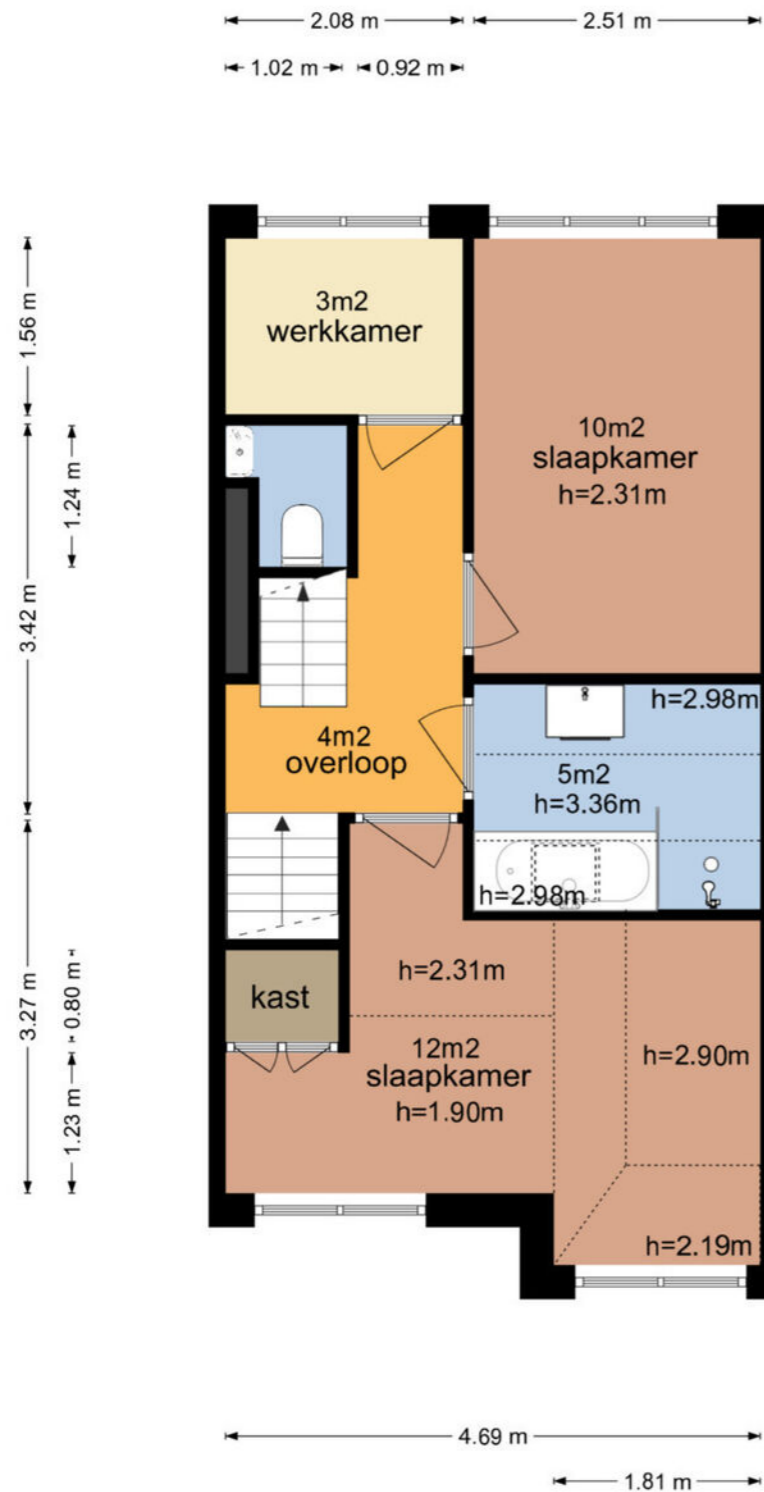 2.08 m
2.51 m
1.02 m
0.92 m
1.56 m
3m2
werkkamer
10m2
slaapkamer
h=2.31m
1.24 m
3.42 m
h=2.98m
4m2
overloop
5m2
h=3.36m
h=2.98m
3.27 m
0.80 m
kast
h=2.31m
12m2
slaapkamer
h=1.90m
h=2.90m
1.23 m
h=2.19m
4.69 m
1.81 m